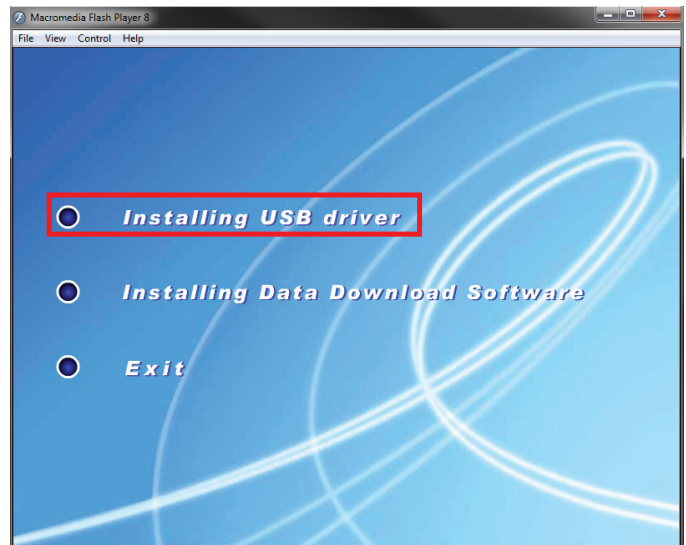 Macromedia Flash Player 8
File View Control Help
Installing USB driver
Installing Data Download Software
Exit